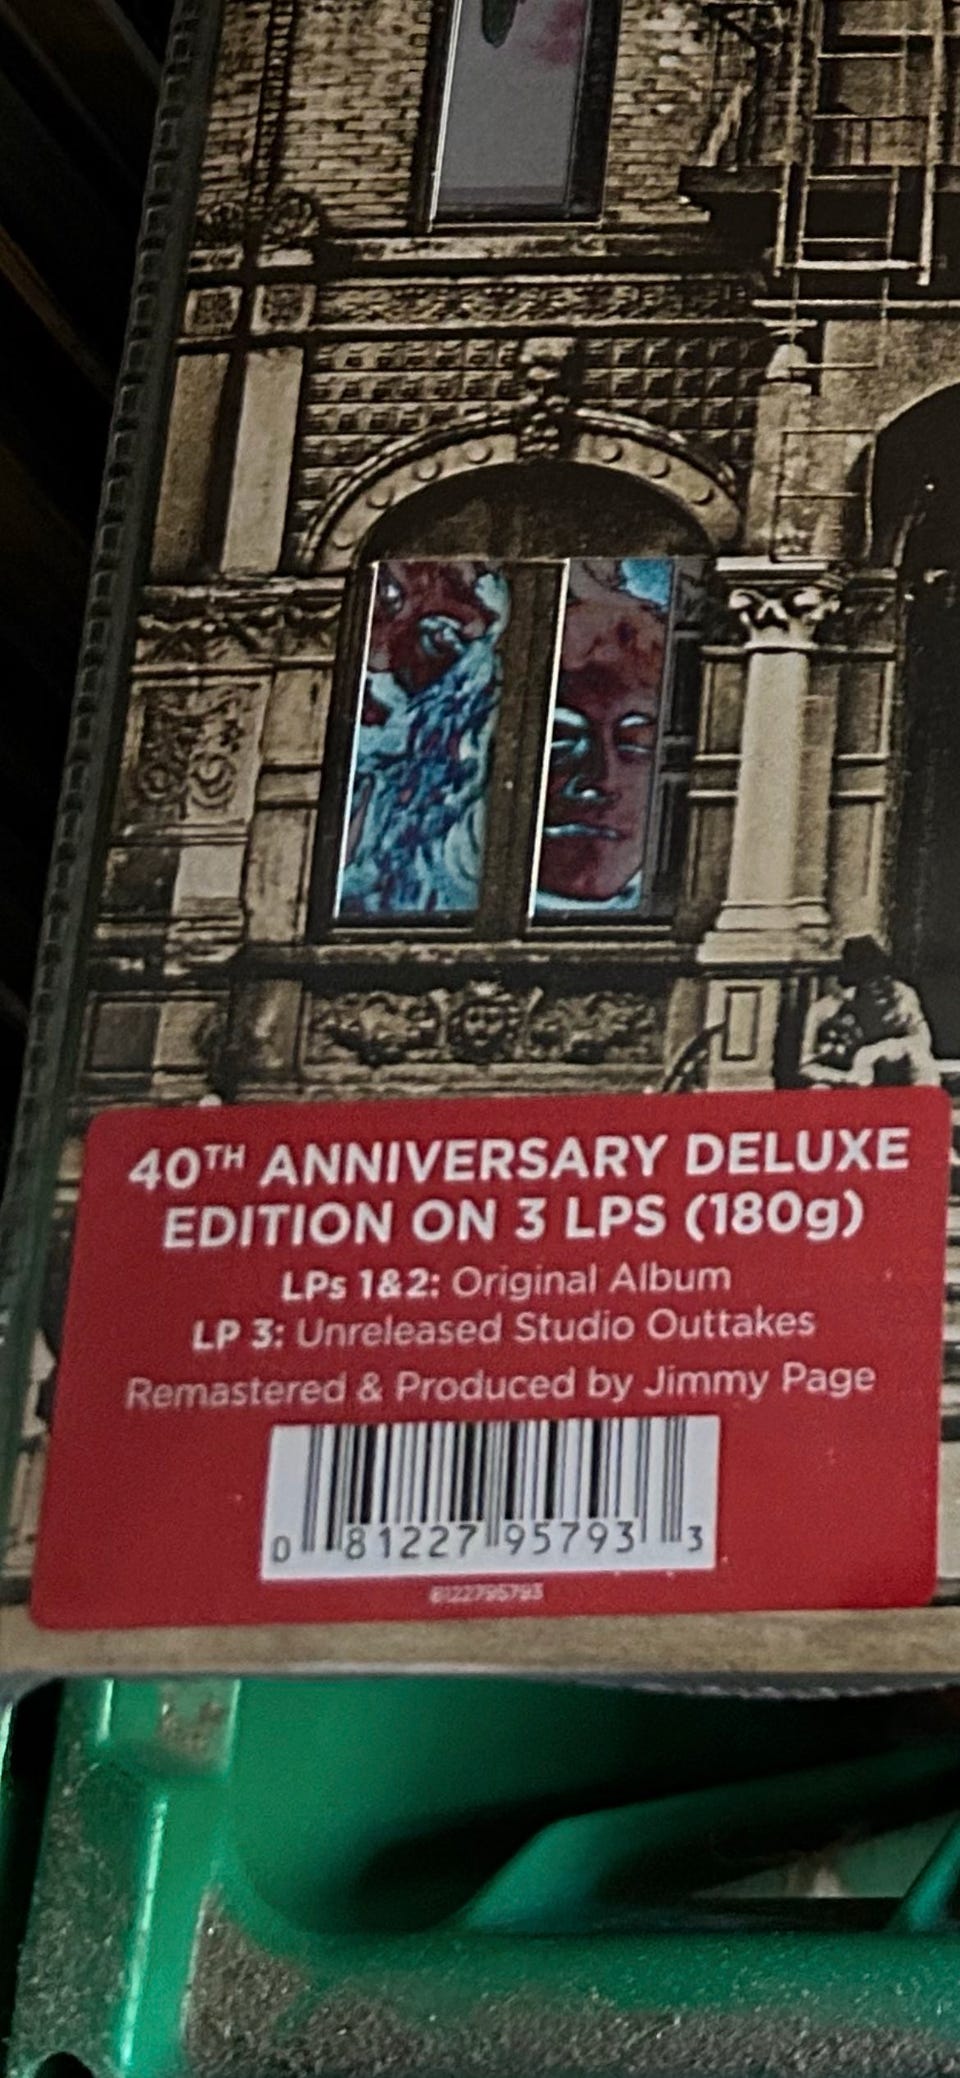 40TH ANNIVERSARY DELUXE
EDITION ON 3 LPS (180g)
LPs 1&2: Original Album
LP 3: Unreleased Studio Outtakes
Remastered & Produced by Jimmy Page
0 81227 95793 3
8122795793